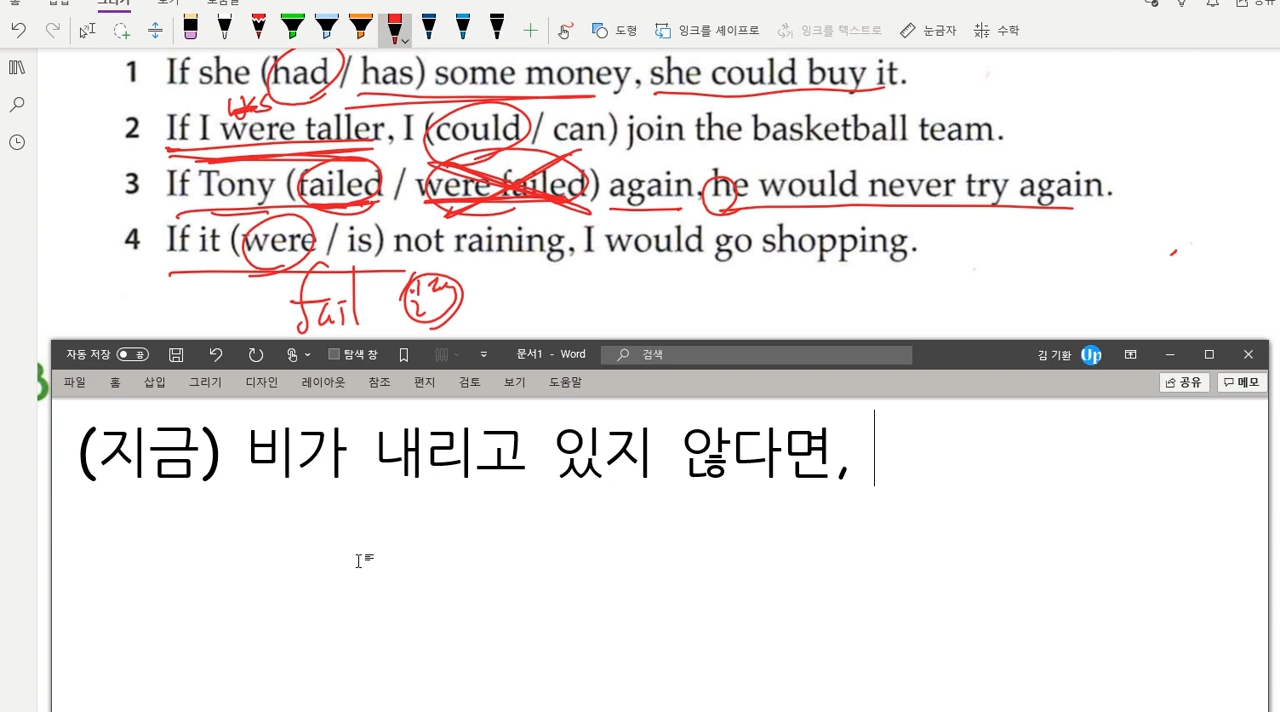 그리기
도형
잉크를 셰이프로
잉크를 텍스트로
눈금자
수학
1 If she (had / has) some money, she could buy it.
was
2 If I were taller, I (could / can) join the basketball team.
3 If Tony (failed / were failed) again, he would never try again.
4 If it (were / is) not raining, I would go shopping.
fail
자동 저장 끔 탐색 창 문서1 - Word 검색 김 기환 Up
파일 홈 삽입 그리기 디자인 레이아웃 참조 편지 검토 보기 도움말 공유 메모
(지금) 비가 내리고 있지 않다면,